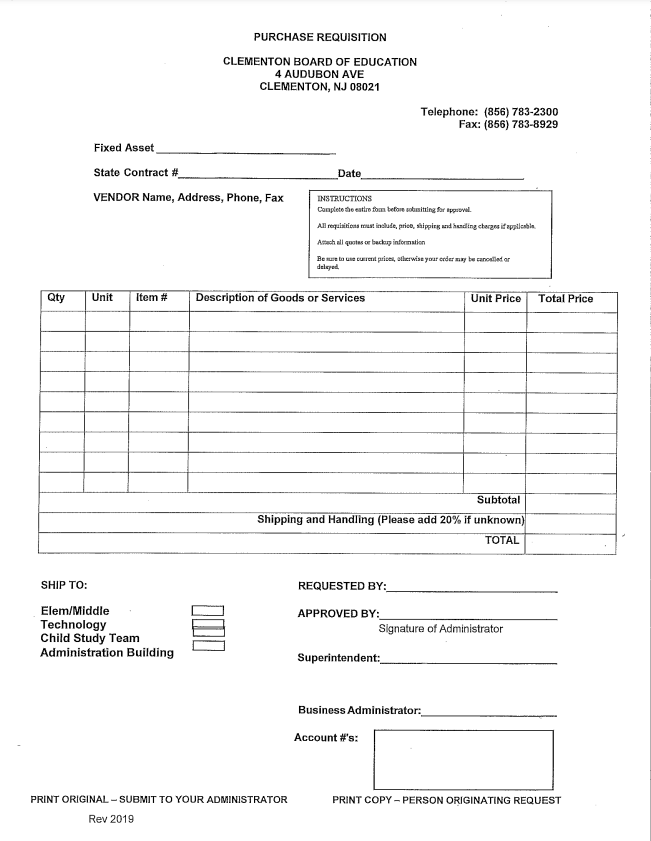 PURCHASE REQUISITION
CLEMENTON BOARD OF EDUCATION
4 AUDUBON AVE
CLEMENTON, NJ 08021
Telephone: (856) 783-2300
Fax: (856) 783-8929
Fixed Asset
State Contract # Date
VENDOR Name, Address, Phone, Fax
INSTRUCTIONS
Complete the entire form before submitting for approval.
All requisitions must include, price, shipping and handling charges if applicable.
Attach all quotes or backup information
Be sure to use current prices, otherwise your order may be cancelled or
delayed.
Qty Unit Item # Description of Goods or Services Unit Price Total Price
Subtotal
Shipping and Handling (Please add 20% if unknown)
TOTAL
SHIP TO:
Elem/Middle
Technology
Child Study Team
Administration Building
REQUESTED BY:
APPROVED BY:
Signature of Administrator
Superintendent:
Business Administrator:
Account #'s:
PRINT ORIGINAL – SUBMIT TO YOUR ADMINISTRATOR
PRINT COPY – PERSON ORIGINATING REQUEST
Rev 2019